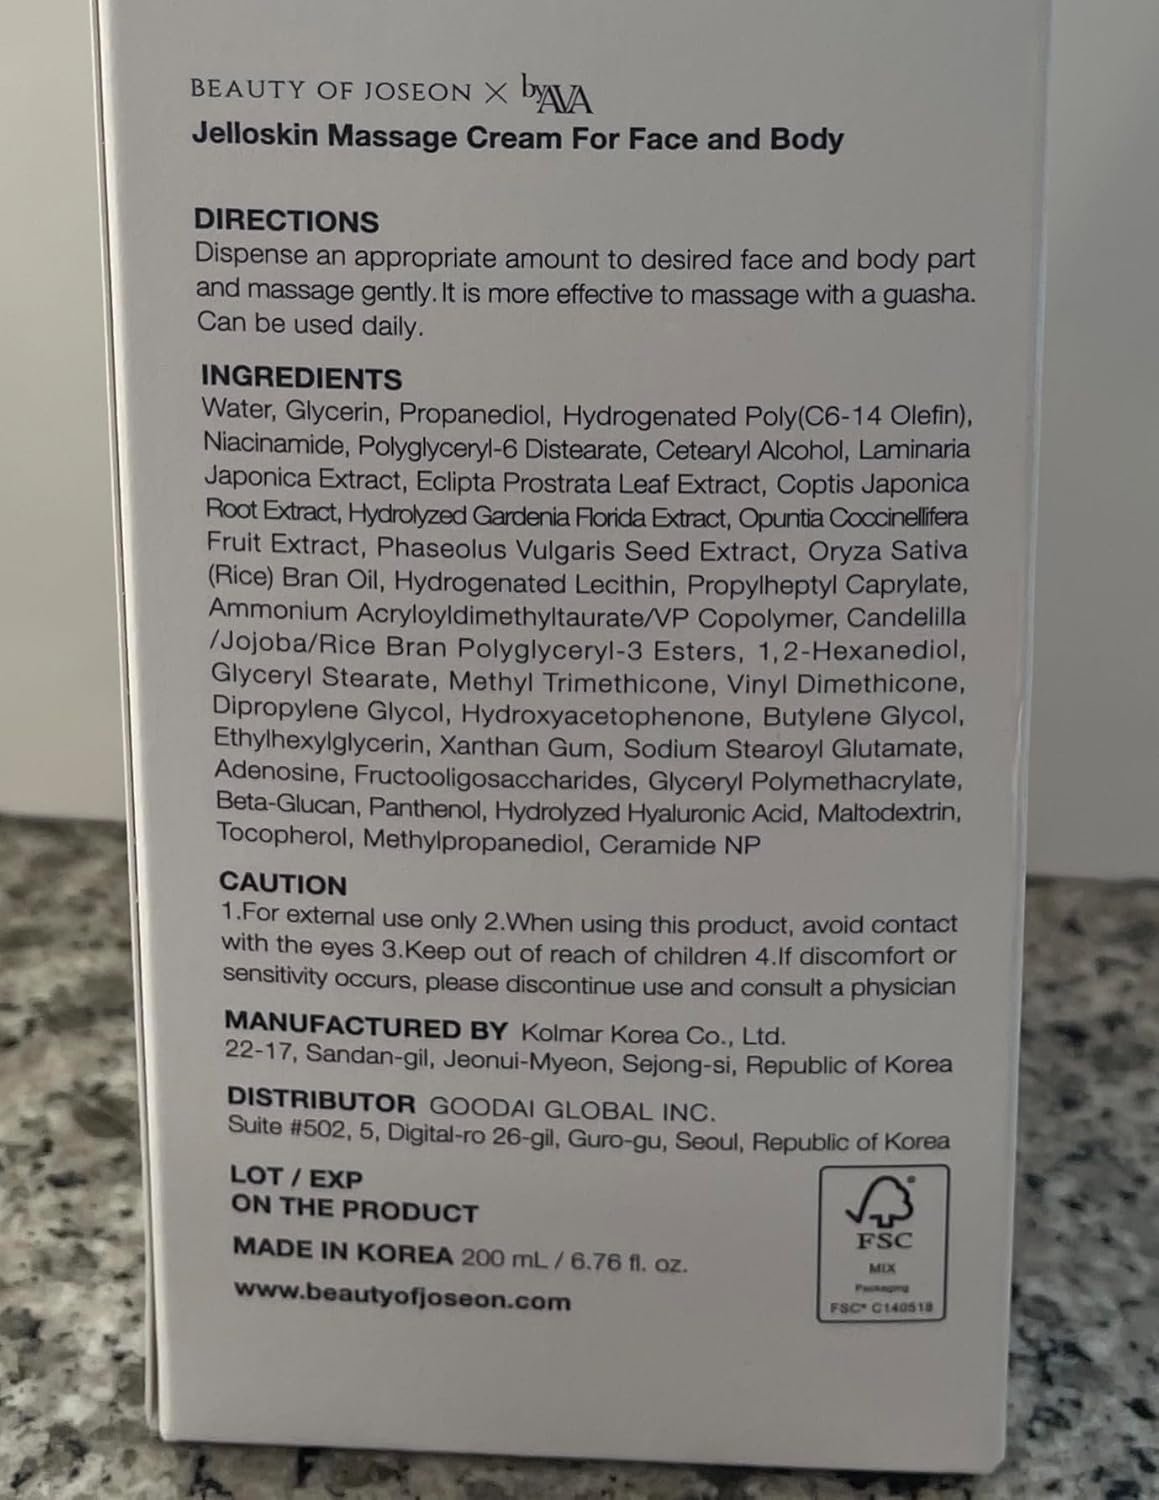 BEAUTY OF JOSEON X byAVA
Jelloskin Massage Cream For Face and Body
DIRECTIONS
Dispense an appropriate amount to desired face and body part
and massage gently. It is more effective to massage with a guasha.
Can be used daily.
INGREDIENTS
Water, Glycerin, Propanediol, Hydrogenated Poly(C6-14 Olefin),
Niacinamide, Polyglyceryl-6 Distearate, Cetearyl Alcohol, Laminaria
Japonica Extract, Eclipta Prostrata Leaf Extract, Coptis Japonica
Root Extract, Hydrolyzed Gardenia Florida Extract, Opuntia Coccinellifera
Fruit Extract, Phaseolus Vulgaris Seed Extract, Oryza Sativa
(Rice) Bran Oil, Hydrogenated Lecithin, Propylheptyl Caprylate,
Ammonium Acryloyldimethyltaurate/VP Copolymer, Candelilla
/Jojoba/Rice Bran Polyglyceryl-3 Esters, 1,2-Hexanediol,
Glyceryl Stearate, Methyl Trimethicone, Vinyl Dimethicone,
Dipropylene Glycol, Hydroxyacetophenone, Butylene Glycol,
Ethylhexylglycerin, Xanthan Gum, Sodium Stearoyl Glutamate,
Adenosine, Fructooligosaccharides, Glyceryl Polymethacrylate,
Beta-Glucan, Panthenol, Hydrolyzed Hyaluronic Acid, Maltodextrin,
Tocopherol, Methylpropanediol, Ceramide NP
CAUTION
1.For external use only 2.When using this product, avoid contact
with the eyes 3.Keep out of reach of children 4.If discomfort or
sensitivity occurs, please discontinue use and consult a physician
MANUFACTURED BY Kolmar Korea Co., Ltd.
22-17, Sandan-gil, Jeonui-Myeon, Sejong-si, Republic of Korea
DISTRIBUTOR GOODAI GLOBAL INC.
Suite #502, 5, Digital-ro 26-gil, Guro-gu, Seoul, Republic of Korea
LOT / EXP
ON THE PRODUCT
MADE IN KOREA 200 mL / 6.76 fl. oz.
www.beautyofjoseon.com
FSC
MIX
Packaging
FSC® C140518